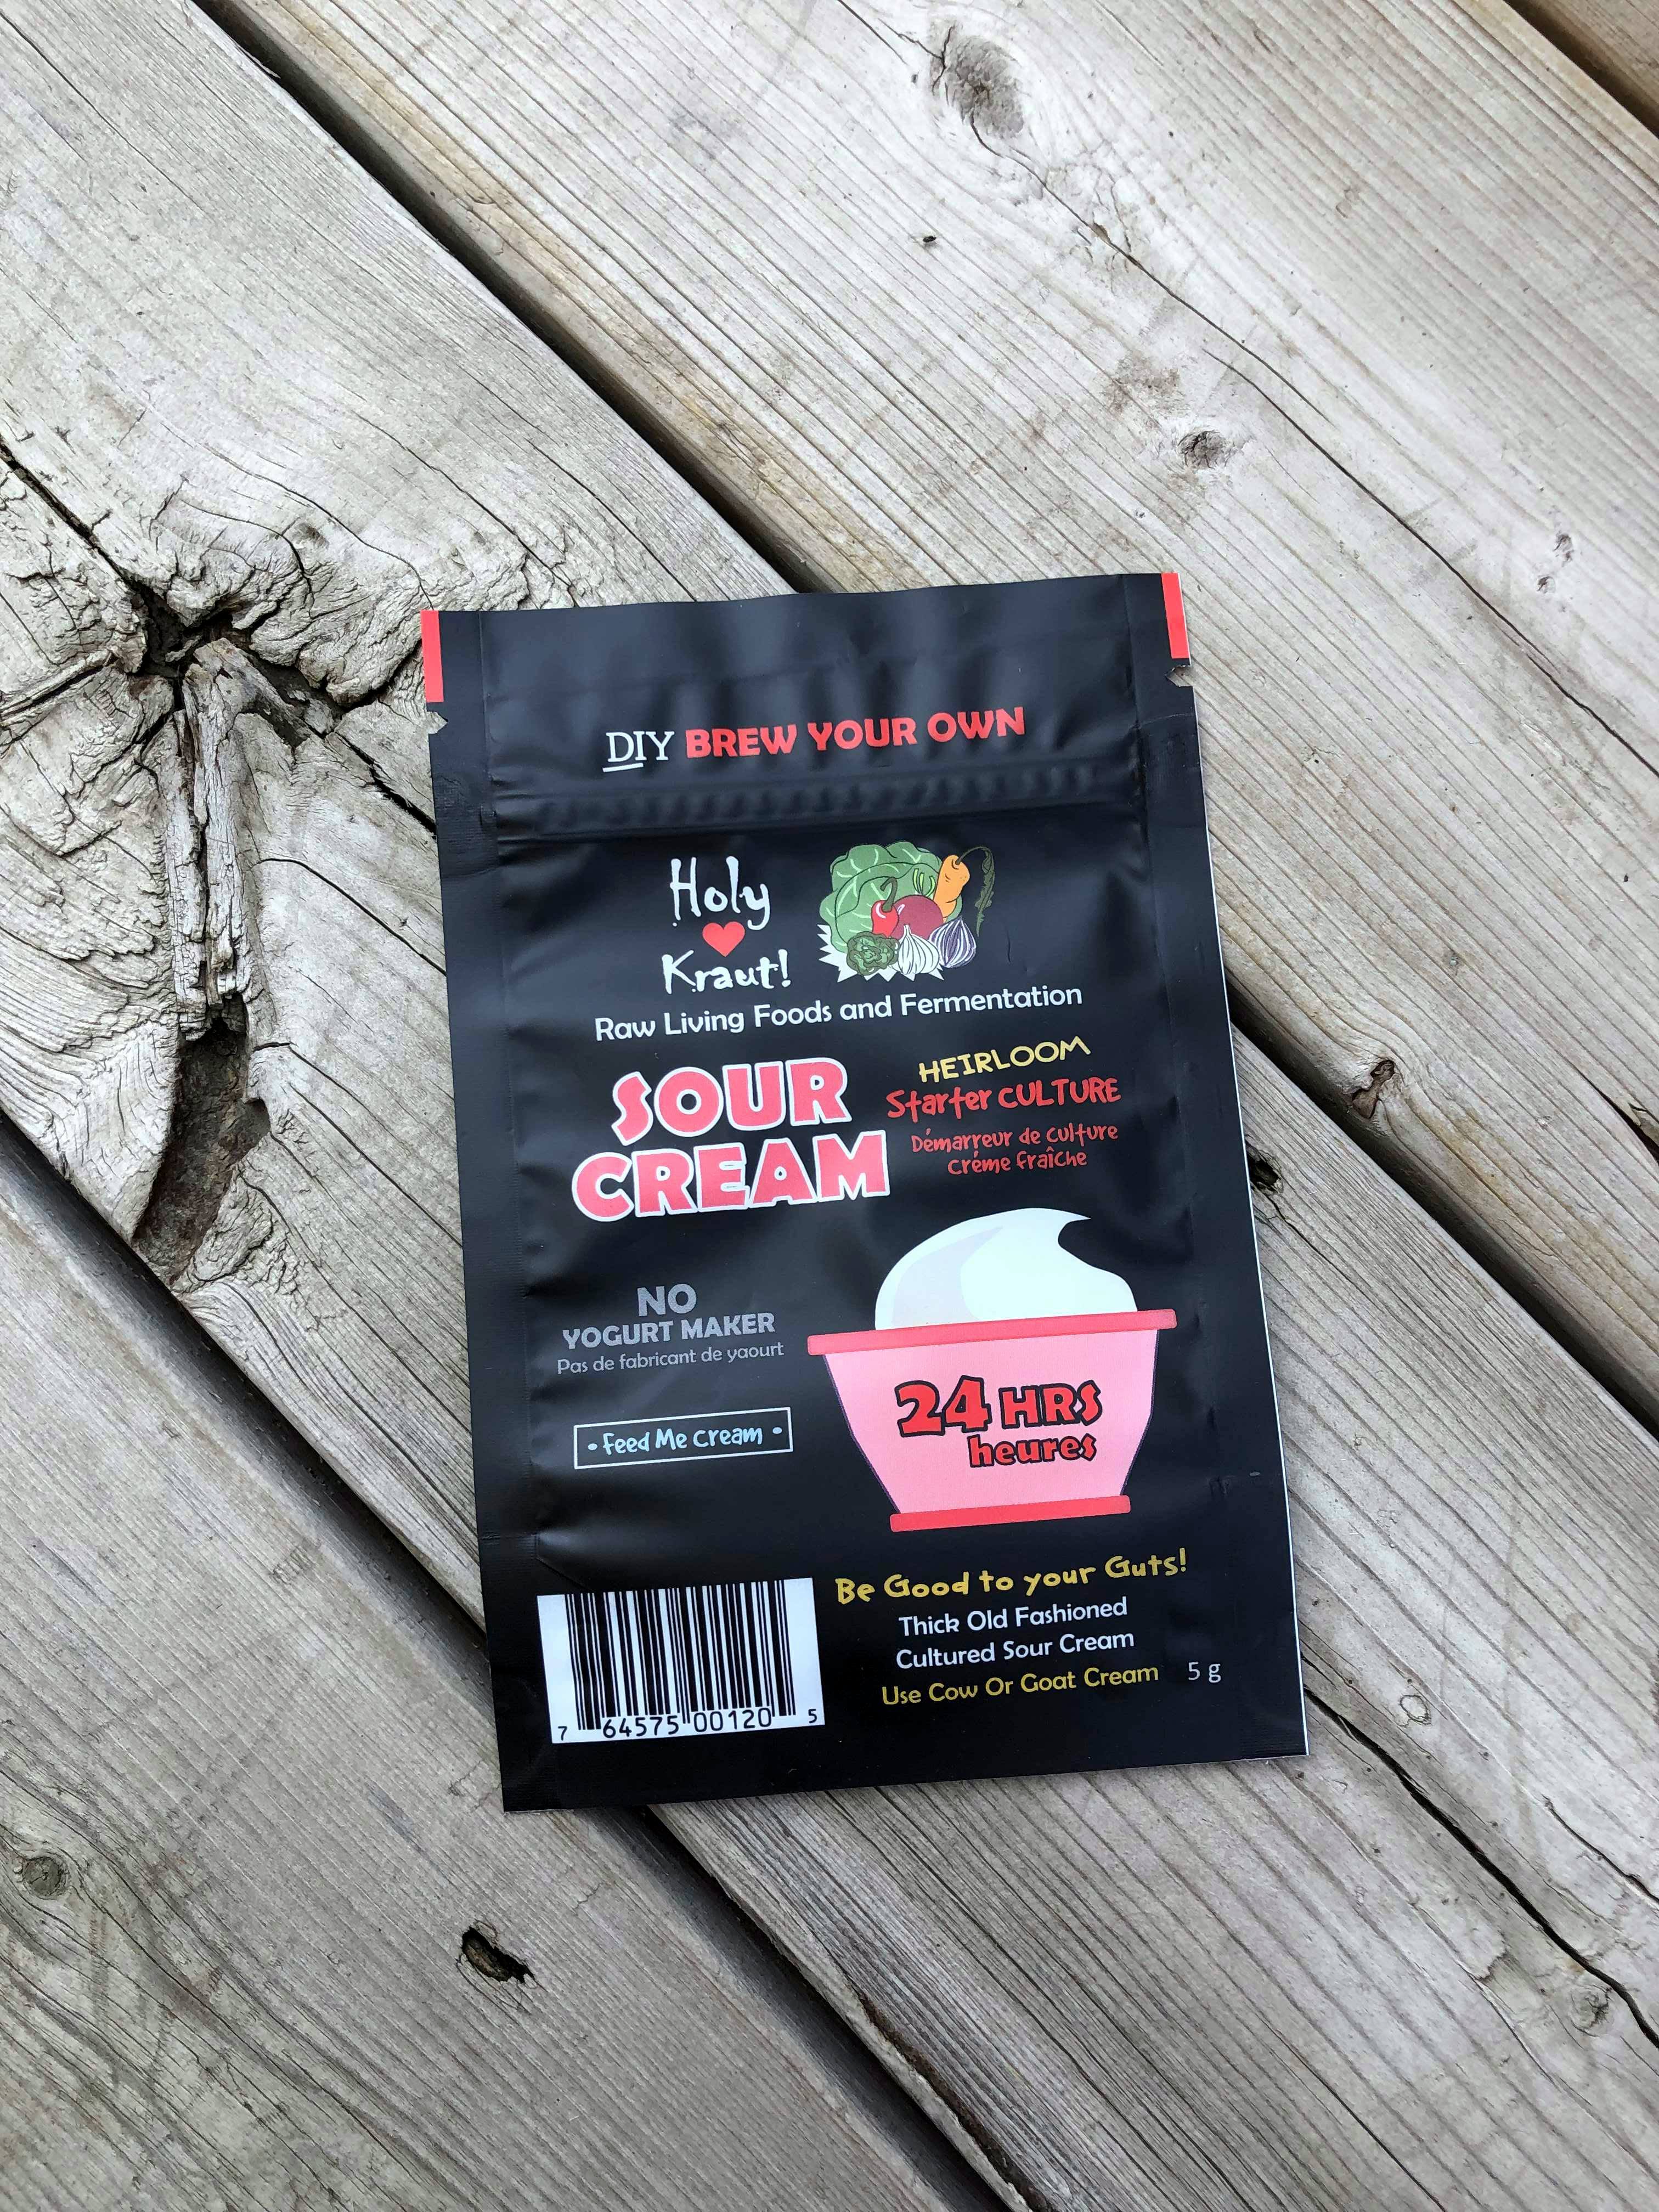 DIY BREW YOUR OWN
Holy
Kraut!
Raw Living Foods and Fermentation
SOUR
CREAM
HEIRLOOM
Starter CULTURE
Démarreur de culture
créme fraîche
NO
YOGURT MAKER
Pas de fabricant de yaourt
• Feed Me Cream •
24 HRS
heures
Be Good to your Guts!
Thick Old Fashioned
Cultured Sour Cream
Use Cow Or Goat Cream 5 g
7 64575 00120 5